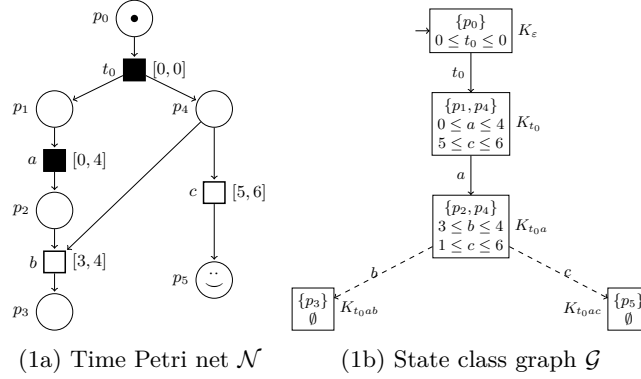 p0
t0 [0, 0]
p1 p4
a [0, 4]
c [5, 6]
p2
b [3, 4]
p5
p3
(1a) Time Petri net 𝒩
{p0}
0 ≤ t0 ≤ 0
Kε
t0
{p1, p4}
0 ≤ a ≤ 4
5 ≤ c ≤ 6
Kt0
a
{p2, p4}
3 ≤ b ≤ 4
1 ≤ c ≤ 6
Kt0a
b c
{p3}
∅
Kt0ab
Kt0ac
{p5}
∅
(1b) State class graph 𝒢